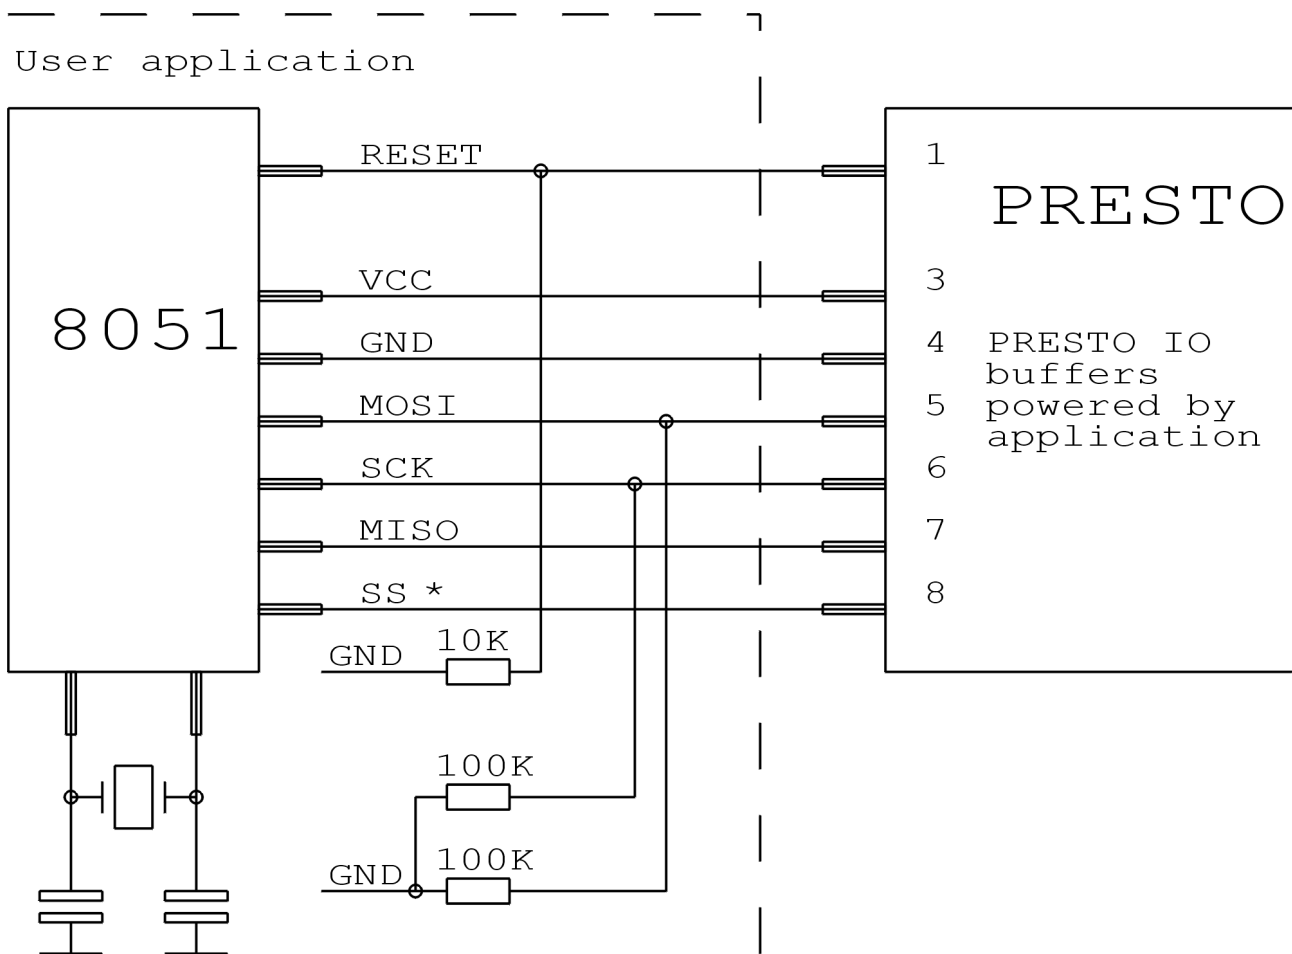 User application
RESET
1
PRESTO
VCC
3
8051
GND
4
PRESTO IO
buffers
MOSI
5
powered by
application
SCK
6
MISO
7
SS *
8
10K
GND
100K
100K
GND